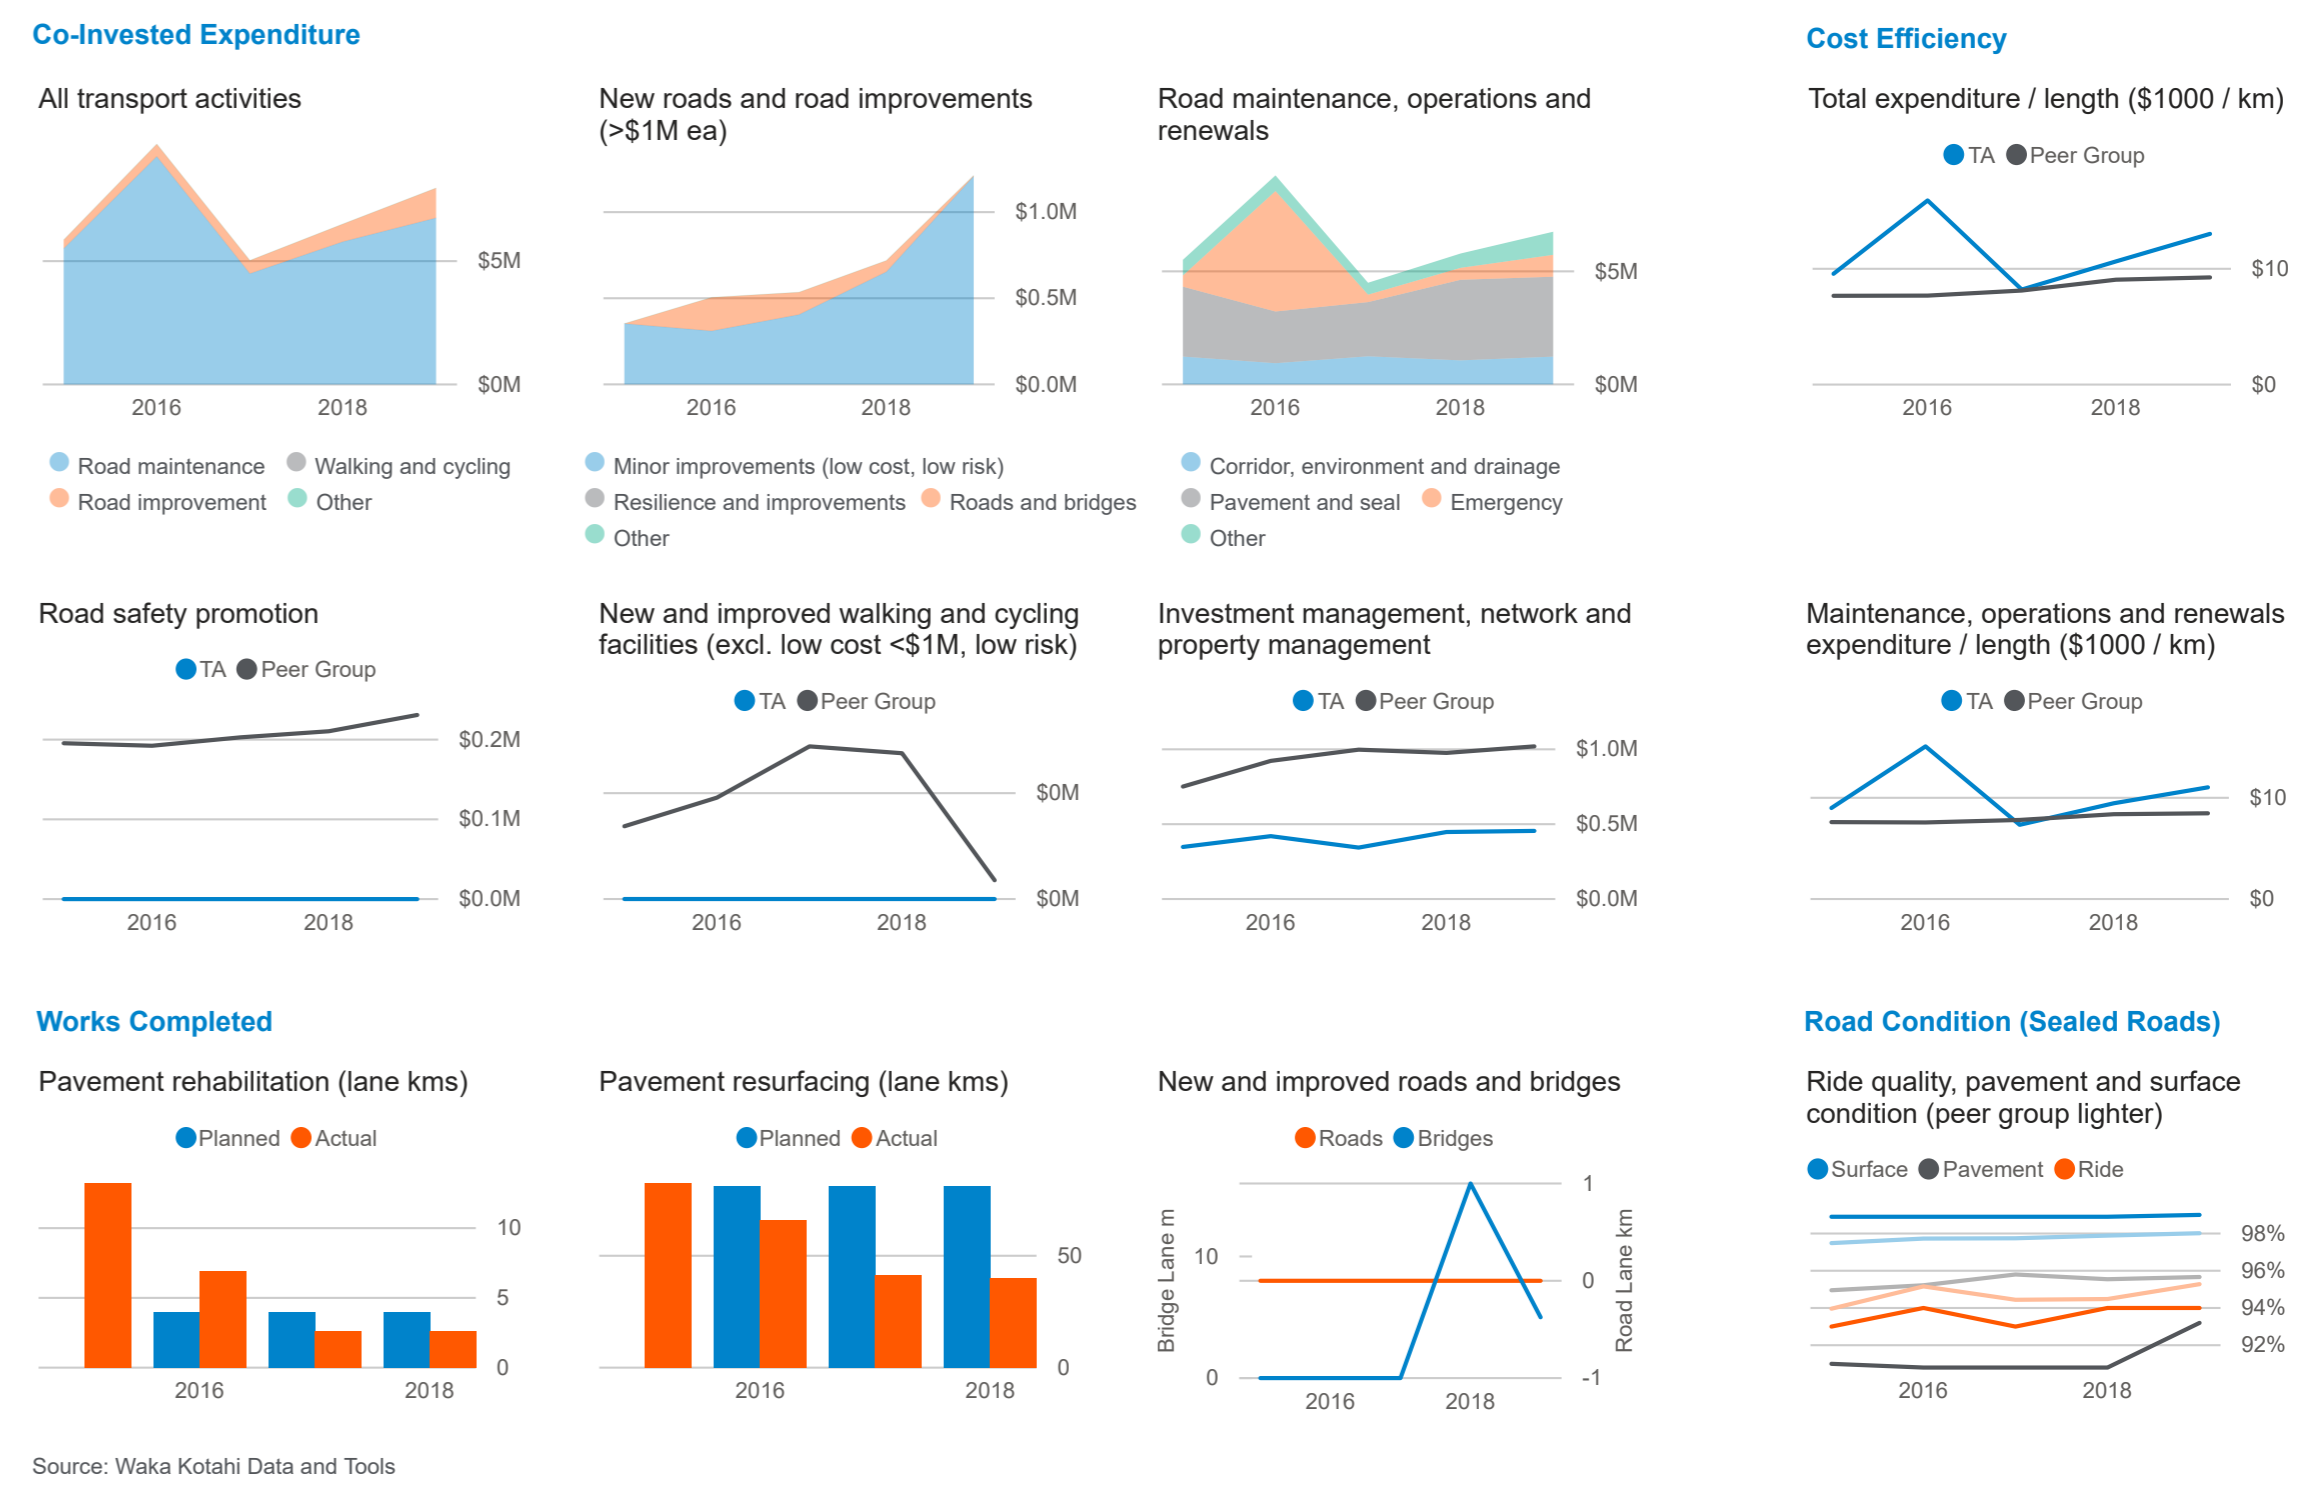 Co-Invested Expenditure
Cost Efficiency
All transport activities
$5M
$0M
2016 2018
Road maintenance Walking and cycling
Road improvement Other
New roads and road improvements
(>$1M ea)
$1.0M
$0.5M
$0.0M
2016 2018
Minor improvements (low cost, low risk)
Resilience and improvements Roads and bridges
Other
Road maintenance, operations and
renewals
$5M
$0M
2016 2018
Corridor, environment and drainage
Pavement and seal Emergency
Other
Total expenditure / length ($1000 / km)
TA Peer Group
$10
$0
2016 2018
Road safety promotion
TA Peer Group
$0.2M
$0.1M
$0.0M
2016 2018
New and improved walking and cycling
facilities (excl. low cost <$1M, low risk)
TA Peer Group
$0M
$0M
2016 2018
Investment management, network and
property management
TA Peer Group
$1.0M
$0.5M
$0.0M
2016 2018
Maintenance, operations and renewals
expenditure / length ($1000 / km)
TA Peer Group
$10
$0
2016 2018
Works Completed
Road Condition (Sealed Roads)
Pavement rehabilitation (lane kms)
Planned Actual
10
5
0
2016 2018
Pavement resurfacing (lane kms)
Planned Actual
50
0
2016 2018
New and improved roads and bridges
Roads Bridges
Bridge Lane m
10
0
1
0
-1
Road Lane km
2016 2018
Ride quality, pavement and surface
condition (peer group lighter)
Surface Pavement Ride
98%
96%
94%
92%
2016 2018
Source: Waka Kotahi Data and Tools